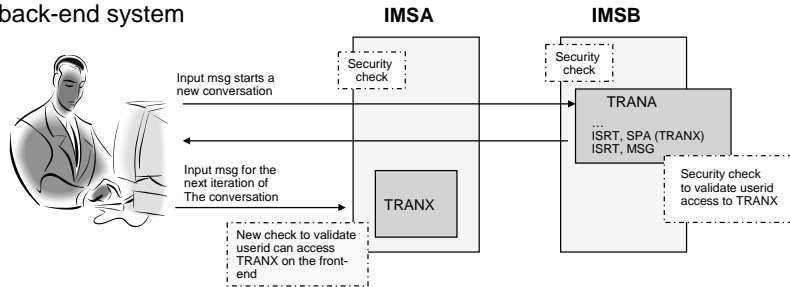 back-end system
IMSA
IMSB
Security
check
Security
check
Input msg starts a
new conversation
TRANA
...
ISRT, SPA (TRANX)
ISRT, MSG
Input msg for the
next iteration of
The conversation
TRANX
Security check
to validate userid
access to TRANX
New check to validate
userid can access
TRANX on the front-
end